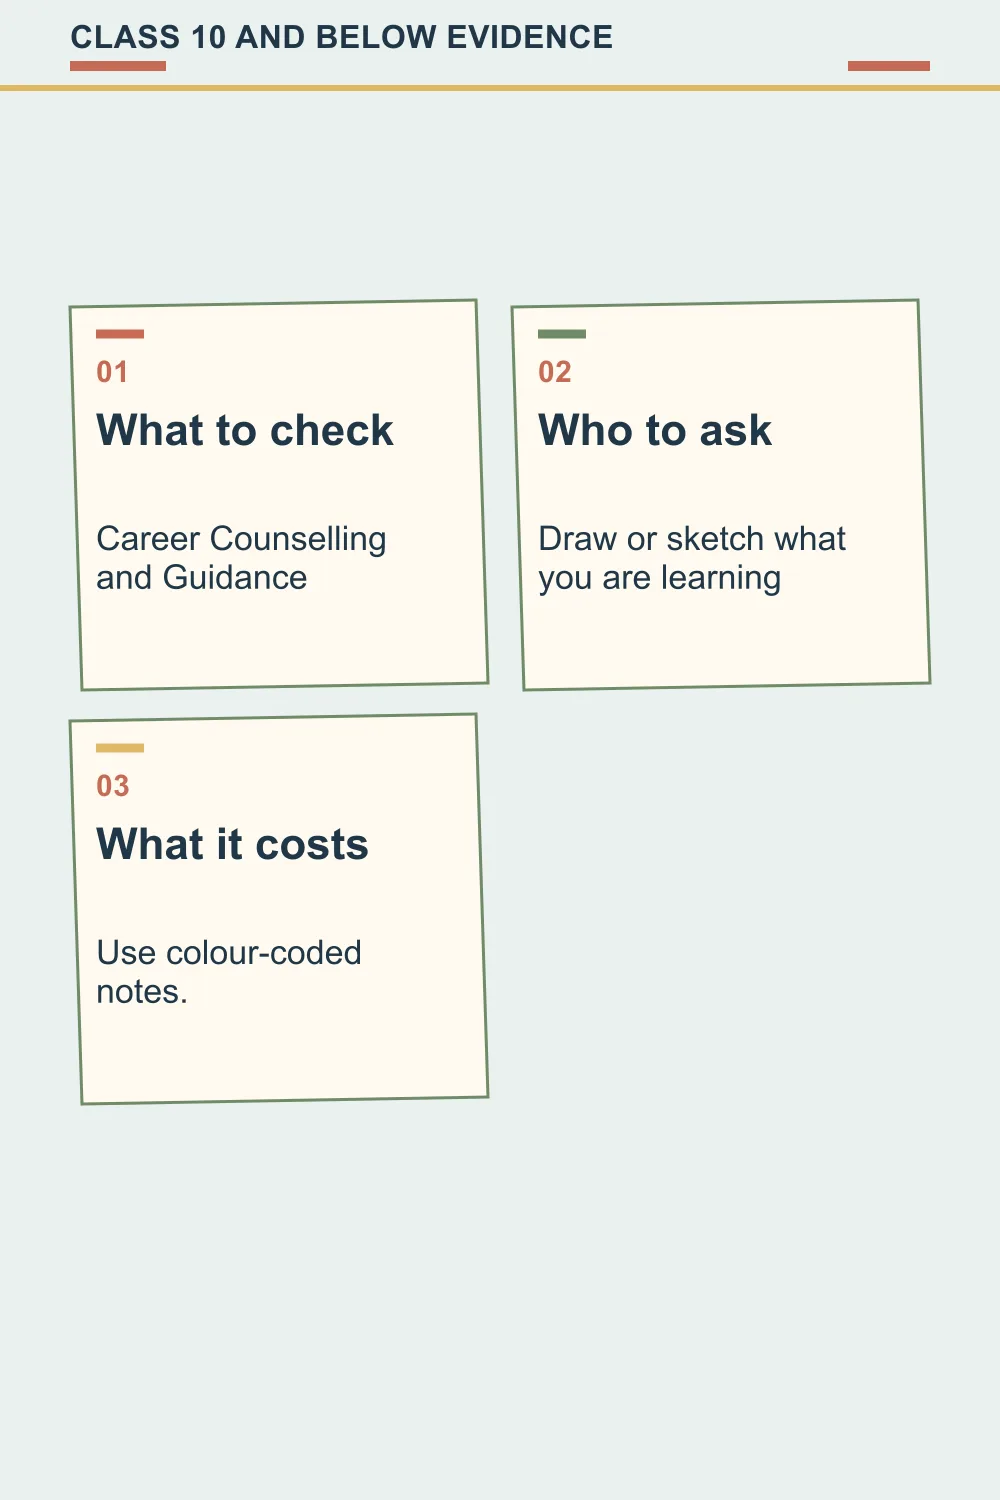 CLASS 10 AND BELOW EVIDENCE
01
What to check
Career Counselling
and Guidance
02
Who to ask
Draw or sketch what
you are learning
03
What it costs
Use colour-coded
notes.